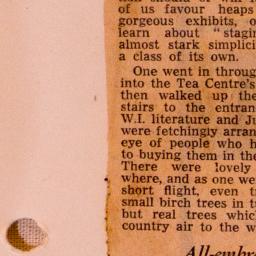 of us favour heaps
gorgeous exhibits,
learn about "stagin
almost stark simplici
a class of its own.
One went in throug
into the Tea Centre's
then walked up the
stairs to the entran
W.I. literature and Ju
were fetchingly arran
eye of people who h
to buying them in the
There were lovely
where, and as one we
short flight, even t
small birch trees in t
but real trees whic
country air to the w
All-embr